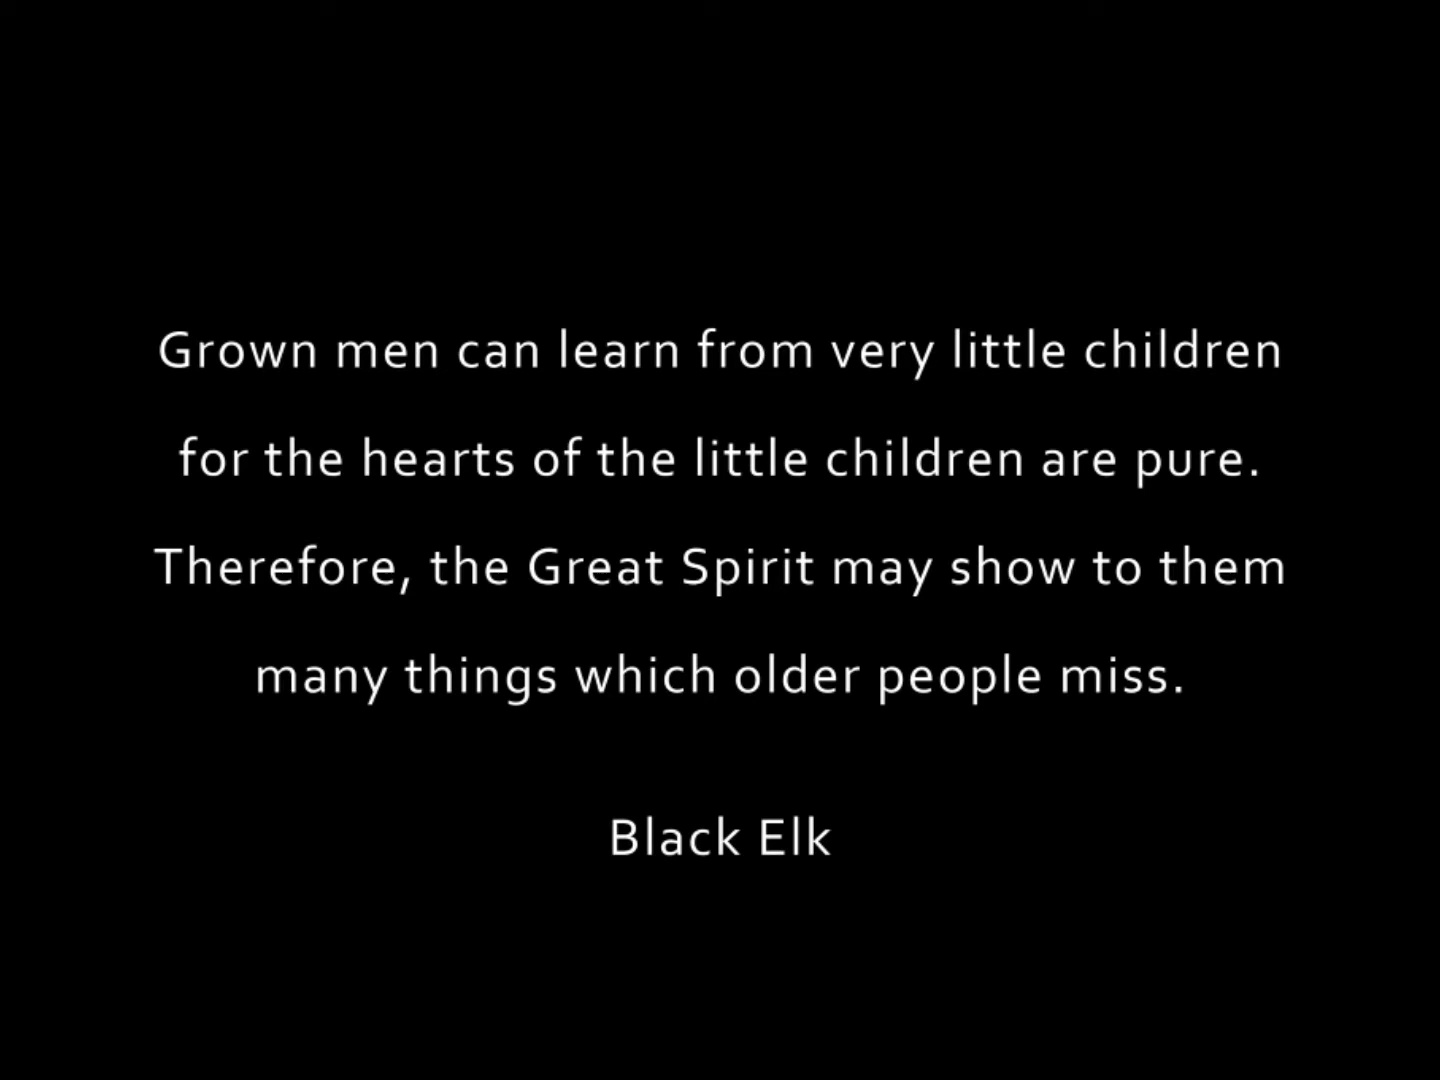 Grown men can learn from very little children
for the hearts of the little children are pure.
Therefore, the Great Spirit may show to them
many things which older people miss.
Black Elk